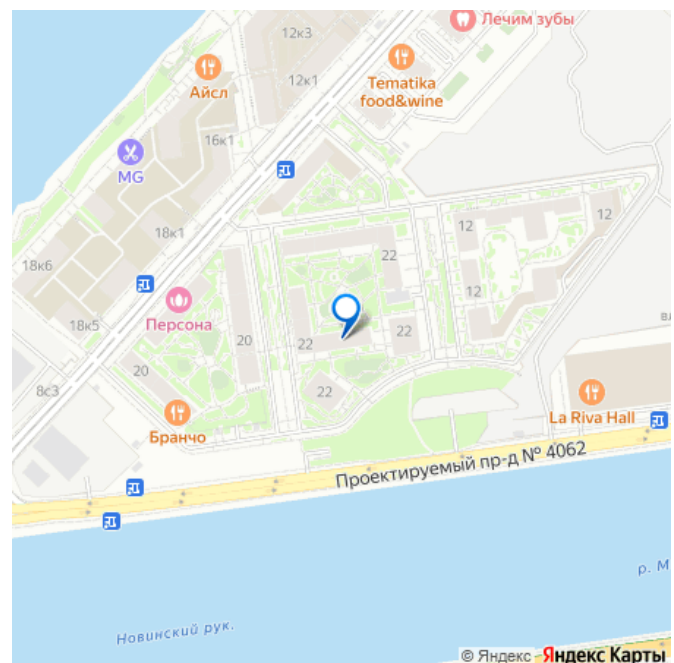 Лечим зубы
12к3
12к1
Айсл
Tematika
food&wine
16к1
MG
12
12
18к1
22
18к6
12
Персона
18к5
20
22
22
8с3
20
22
La Riva Hall
Бранчо
Проектируемый пр-д № 4062
р. М
Новинский рук.
© Яндекс Яндекс Карты